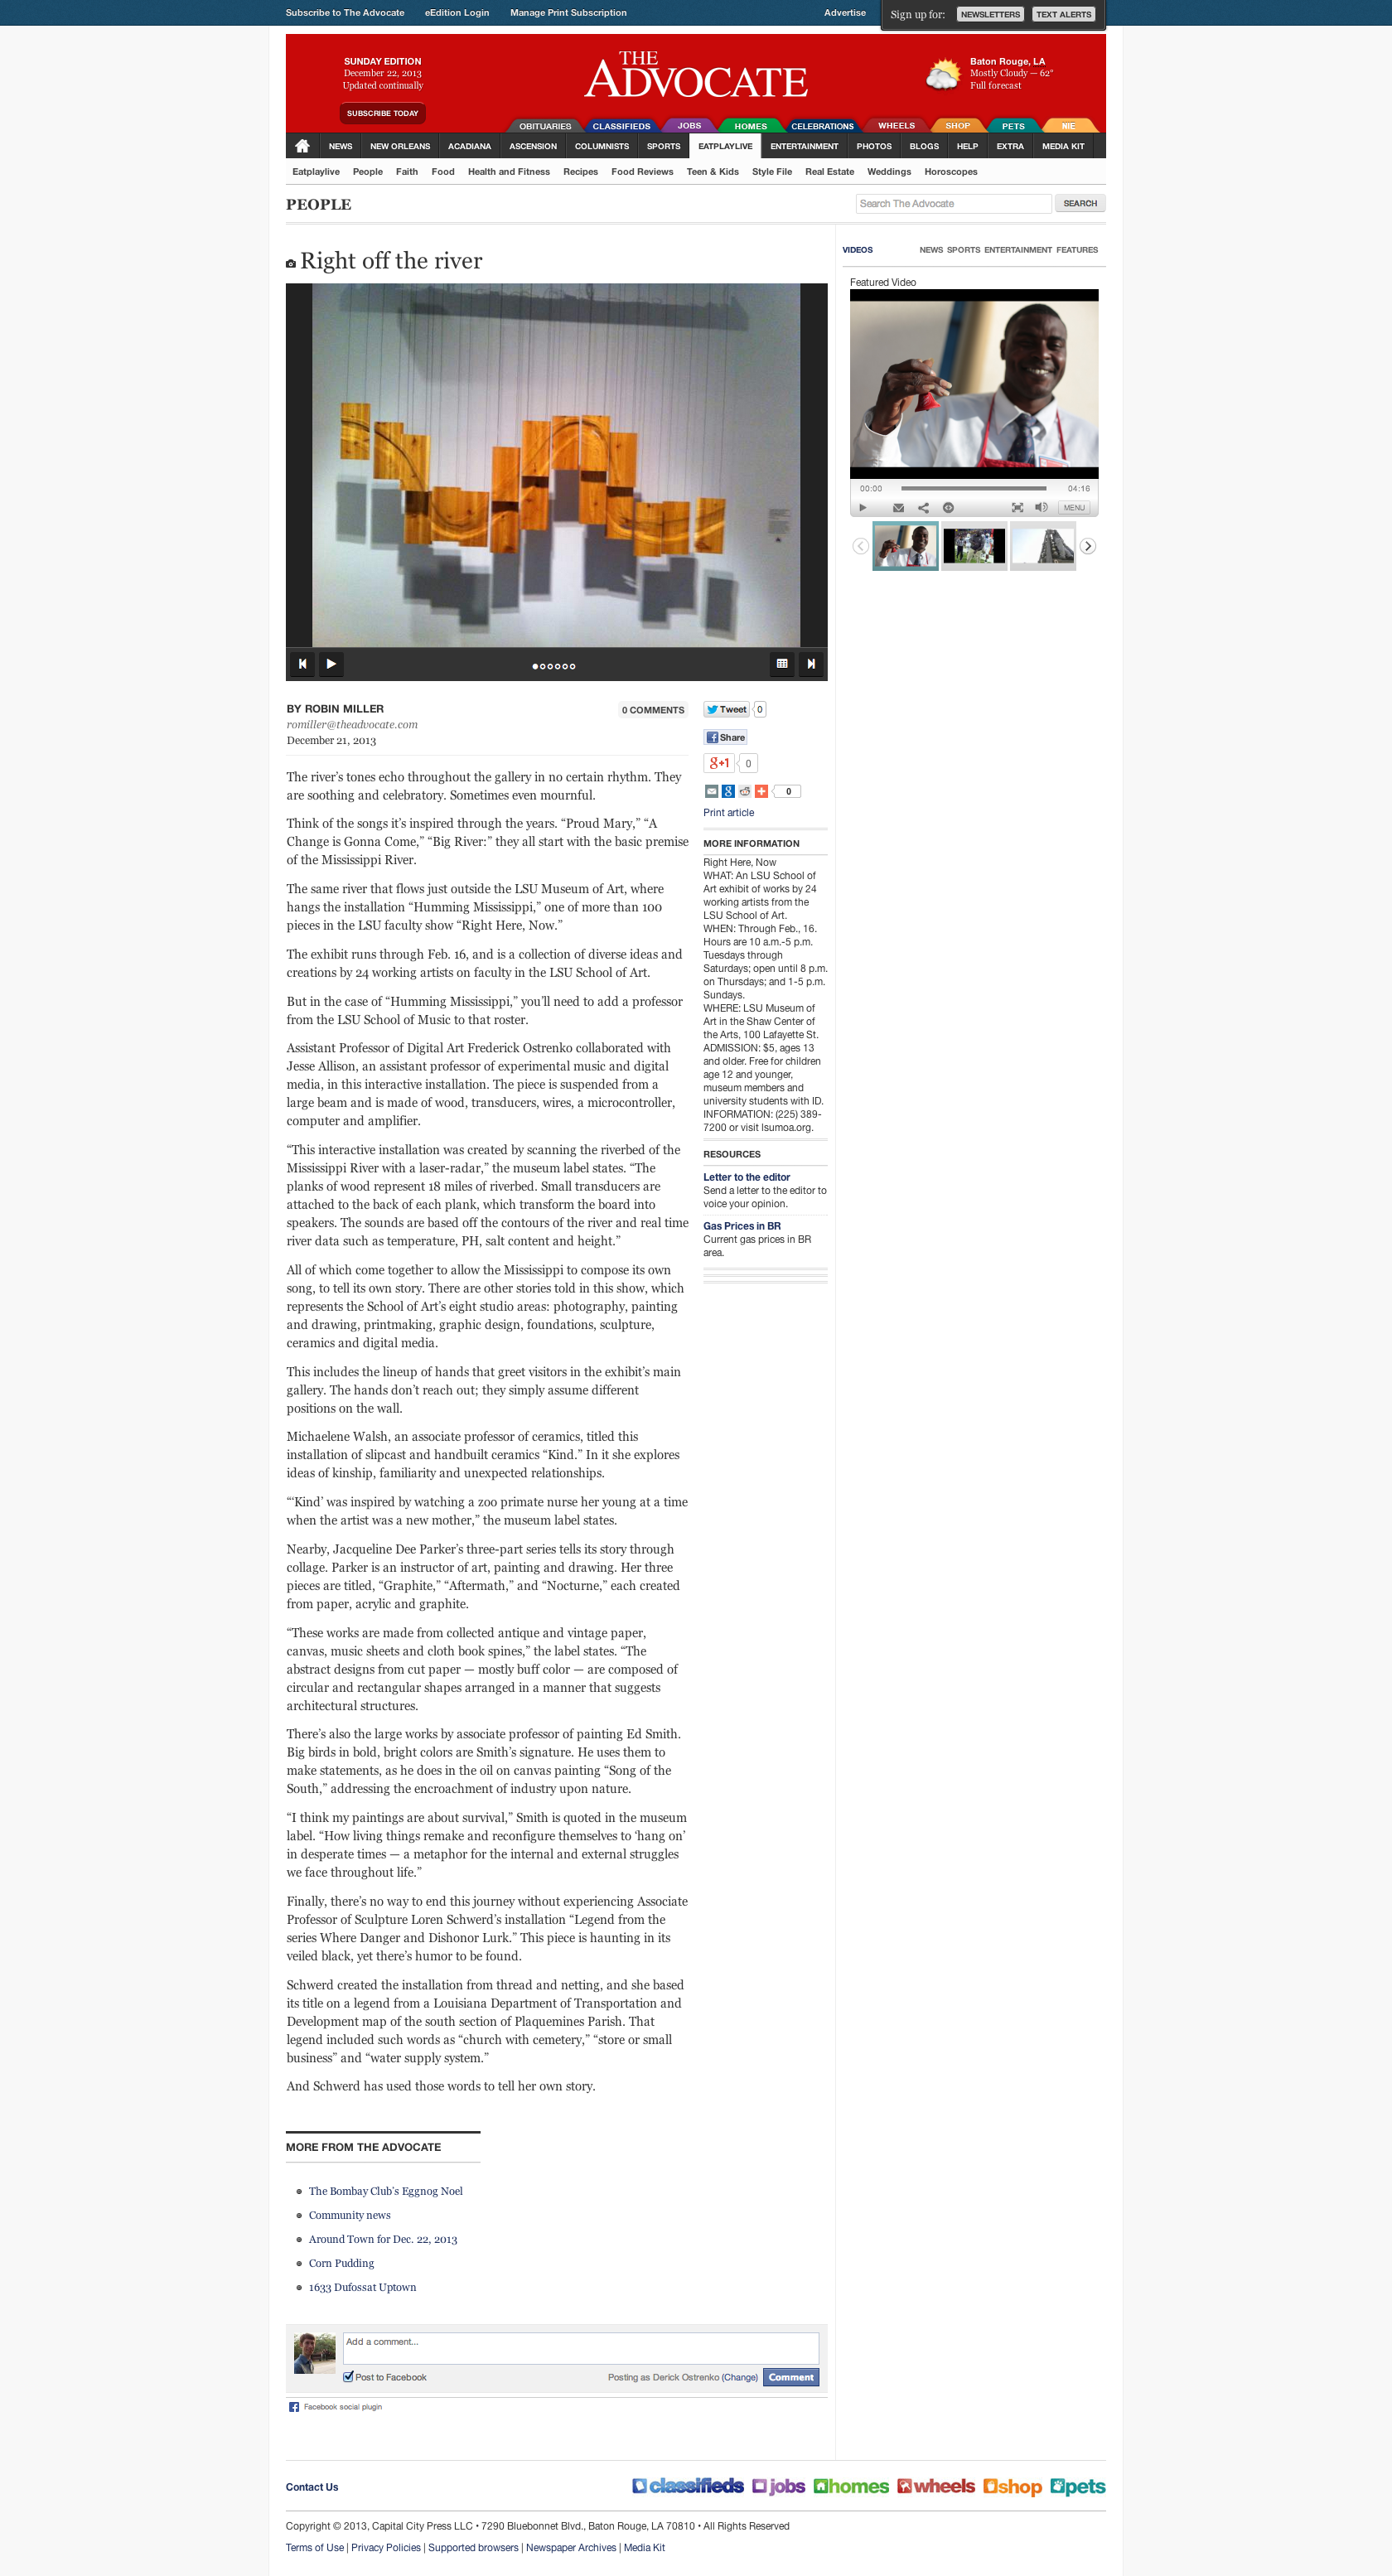 Subscribe to The Advocate eEdition Login Manage Print Subscription Advertise Sign up for: NEWSLETTERS TEXT ALERTS
SUNDAY EDITION
December 22, 2013
Updated continually
SUBSCRIBE TODAY
THE
ADVOCATE
Baton Rouge, LA
Mostly Cloudy — 62°
Full forecast
OBITUARIES CLASSIFIEDS JOBS HOMES CELEBRATIONS WHEELS SHOP PETS NIE
NEWS NEW ORLEANS ACADIANA ASCENSION COLUMNISTS SPORTS EATPLAYLIVE ENTERTAINMENT PHOTOS BLOGS HELP EXTRA MEDIA KIT
Eatplaylive People Faith Food Health and Fitness Recipes Food Reviews Teen & Kids Style File Real Estate Weddings Horoscopes
PEOPLE
Search The Advocate SEARCH
Right off the river
VIDEOS NEWS SPORTS ENTERTAINMENT FEATURES
Featured Video
00:00 04:16
MENU
BY ROBIN MILLER
romiller@theadvocate.com
December 21, 2013
0 COMMENTS
The river's tones echo throughout the gallery in no certain rhythm. They
are soothing and celebratory. Sometimes even mournful.
Think of the songs it's inspired through the years. “Proud Mary,” “A
Change is Gonna Come,” “Big River:” they all start with the basic premise
of the Mississippi River.
The same river that flows just outside the LSU Museum of Art, where
hangs the installation “Humming Mississippi,” one of more than 100
pieces in the LSU faculty show “Right Here, Now.”
The exhibit runs through Feb. 16, and is a collection of diverse ideas and
creations by 24 working artists on faculty in the LSU School of Art.
But in the case of “Humming Mississippi,” you'll need to add a professor
from the LSU School of Music to that roster.
Assistant Professor of Digital Art Frederick Ostrenko collaborated with
Jesse Allison, an assistant professor of experimental music and digital
media, in this interactive installation. The piece is suspended from a
large beam and is made of wood, transducers, wires, a microcontroller,
computer and amplifier.
“This interactive installation was created by scanning the riverbed of the
Mississippi River with a laser-radar,” the museum label states. “The
planks of wood represent 18 miles of riverbed. Small transducers are
attached to the back of each plank, which transform the board into
speakers. The sounds are based off the contours of the river and real time
river data such as temperature, PH, salt content and height.”
All of which come together to allow the Mississippi to compose its own
song, to tell its own story. There are other stories told in this show, which
represents the School of Art's eight studio areas: photography, painting
and drawing, printmaking, graphic design, foundations, sculpture,
ceramics and digital media.
This includes the lineup of hands that greet visitors in the exhibit's main
gallery. The hands don't reach out; they simply assume different
positions on the wall.
Michaelene Walsh, an associate professor of ceramics, titled this
installation of slipcast and handbuilt ceramics “Kind.” In it she explores
ideas of kinship, familiarity and unexpected relationships.
“‘Kind’ was inspired by watching a zoo primate nurse her young at a time
when the artist was a new mother,” the museum label states.
Nearby, Jacqueline Dee Parker's three-part series tells its story through
collage. Parker is an instructor of art, painting and drawing. Her three
pieces are titled, “Graphite,” “Aftermath,” and “Nocturne,” each created
from paper, acrylic and graphite.
“These works are made from collected antique and vintage paper,
canvas, music sheets and cloth book spines,” the label states. “The
abstract designs from cut paper — mostly buff color — are composed of
circular and rectangular shapes arranged in a manner that suggests
architectural structures.
There's also the large works by associate professor of painting Ed Smith.
Big birds in bold, bright colors are Smith's signature. He uses them to
make statements, as he does in the oil on canvas painting “Song of the
South,” addressing the encroachment of industry upon nature.
“I think my paintings are about survival,” Smith is quoted in the museum
label. “How living things remake and reconfigure themselves to ‘hang on’
in desperate times — a metaphor for the internal and external struggles
we face throughout life.”
Finally, there's no way to end this journey without experiencing Associate
Professor of Sculpture Loren Schwerd's installation “Legend from the
series Where Danger and Dishonor Lurk.” This piece is haunting in its
veiled black, yet there's humor to be found.
Schwerd created the installation from thread and netting, and she based
its title on a legend from a Louisiana Department of Transportation and
Development map of the south section of Plaquemines Parish. That
legend included such words as “church with cemetery,” “store or small
business” and “water supply system.”
And Schwerd has used those words to tell her own story.
Tweet 0
Share
g+1 0
0
Print article
MORE INFORMATION
Right Here, Now
WHAT: An LSU School of
Art exhibit of works by 24
working artists from the
LSU School of Art.
WHEN: Through Feb., 16.
Hours are 10 a.m.-5 p.m.
Tuesdays through
Saturdays; open until 8 p.m.
on Thursdays; and 1-5 p.m.
Sundays.
WHERE: LSU Museum of
Art in the Shaw Center of
the Arts, 100 Lafayette St.
ADMISSION: $5, ages 13
and older. Free for children
age 12 and younger,
museum members and
university students with ID.
INFORMATION: (225) 389-
7200 or visit lsumoa.org.
RESOURCES
Letter to the editor
Send a letter to the editor to
voice your opinion.
Gas Prices in BR
Current gas prices in BR
area.
MORE FROM THE ADVOCATE
The Bombay Club's Eggnog Noel
Community news
Around Town for Dec. 22, 2013
Corn Pudding
1633 Dufossat Uptown
Add a comment...
Post to Facebook Posting as Derick Ostrenko (Change) Comment
Facebook social plugin
Contact Us classifieds jobs homes wheels shop pets
Copyright © 2013, Capital City Press LLC • 7290 Bluebonnet Blvd., Baton Rouge, LA 70810 • All Rights Reserved
Terms of Use | Privacy Policies | Supported browsers | Newspaper Archives | Media Kit